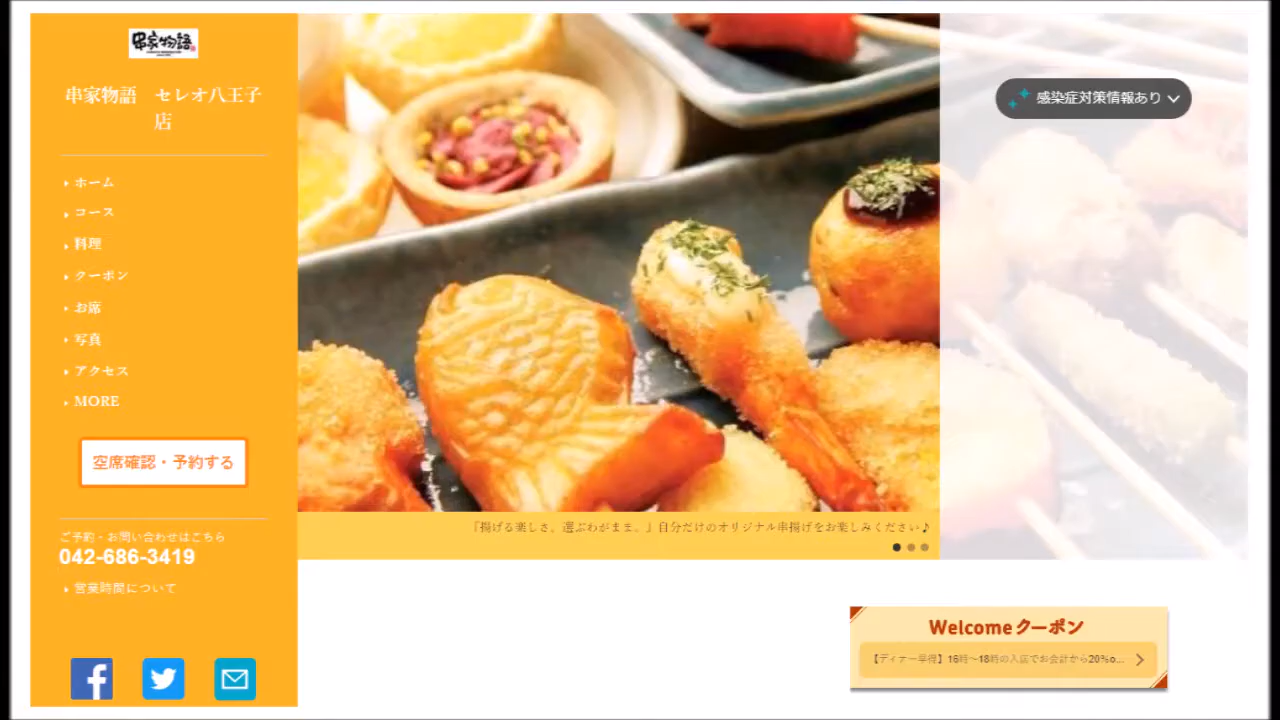 串家物語
串家物語　セレオ八王子
店
ホーム
コース
料理
クーポン
お席
写真
アクセス
MORE
空席確認・予約する
ご予約・お問い合わせはこちら
042-686-3419
営業時間について
感染症対策情報あり
『揚げる楽しさ、選ぶわがまま。』自分だけのオリジナル串揚げをお楽しみください♪
Welcomeクーポン
【ディナー早得】16時～18時の入店でお会計から20%o...